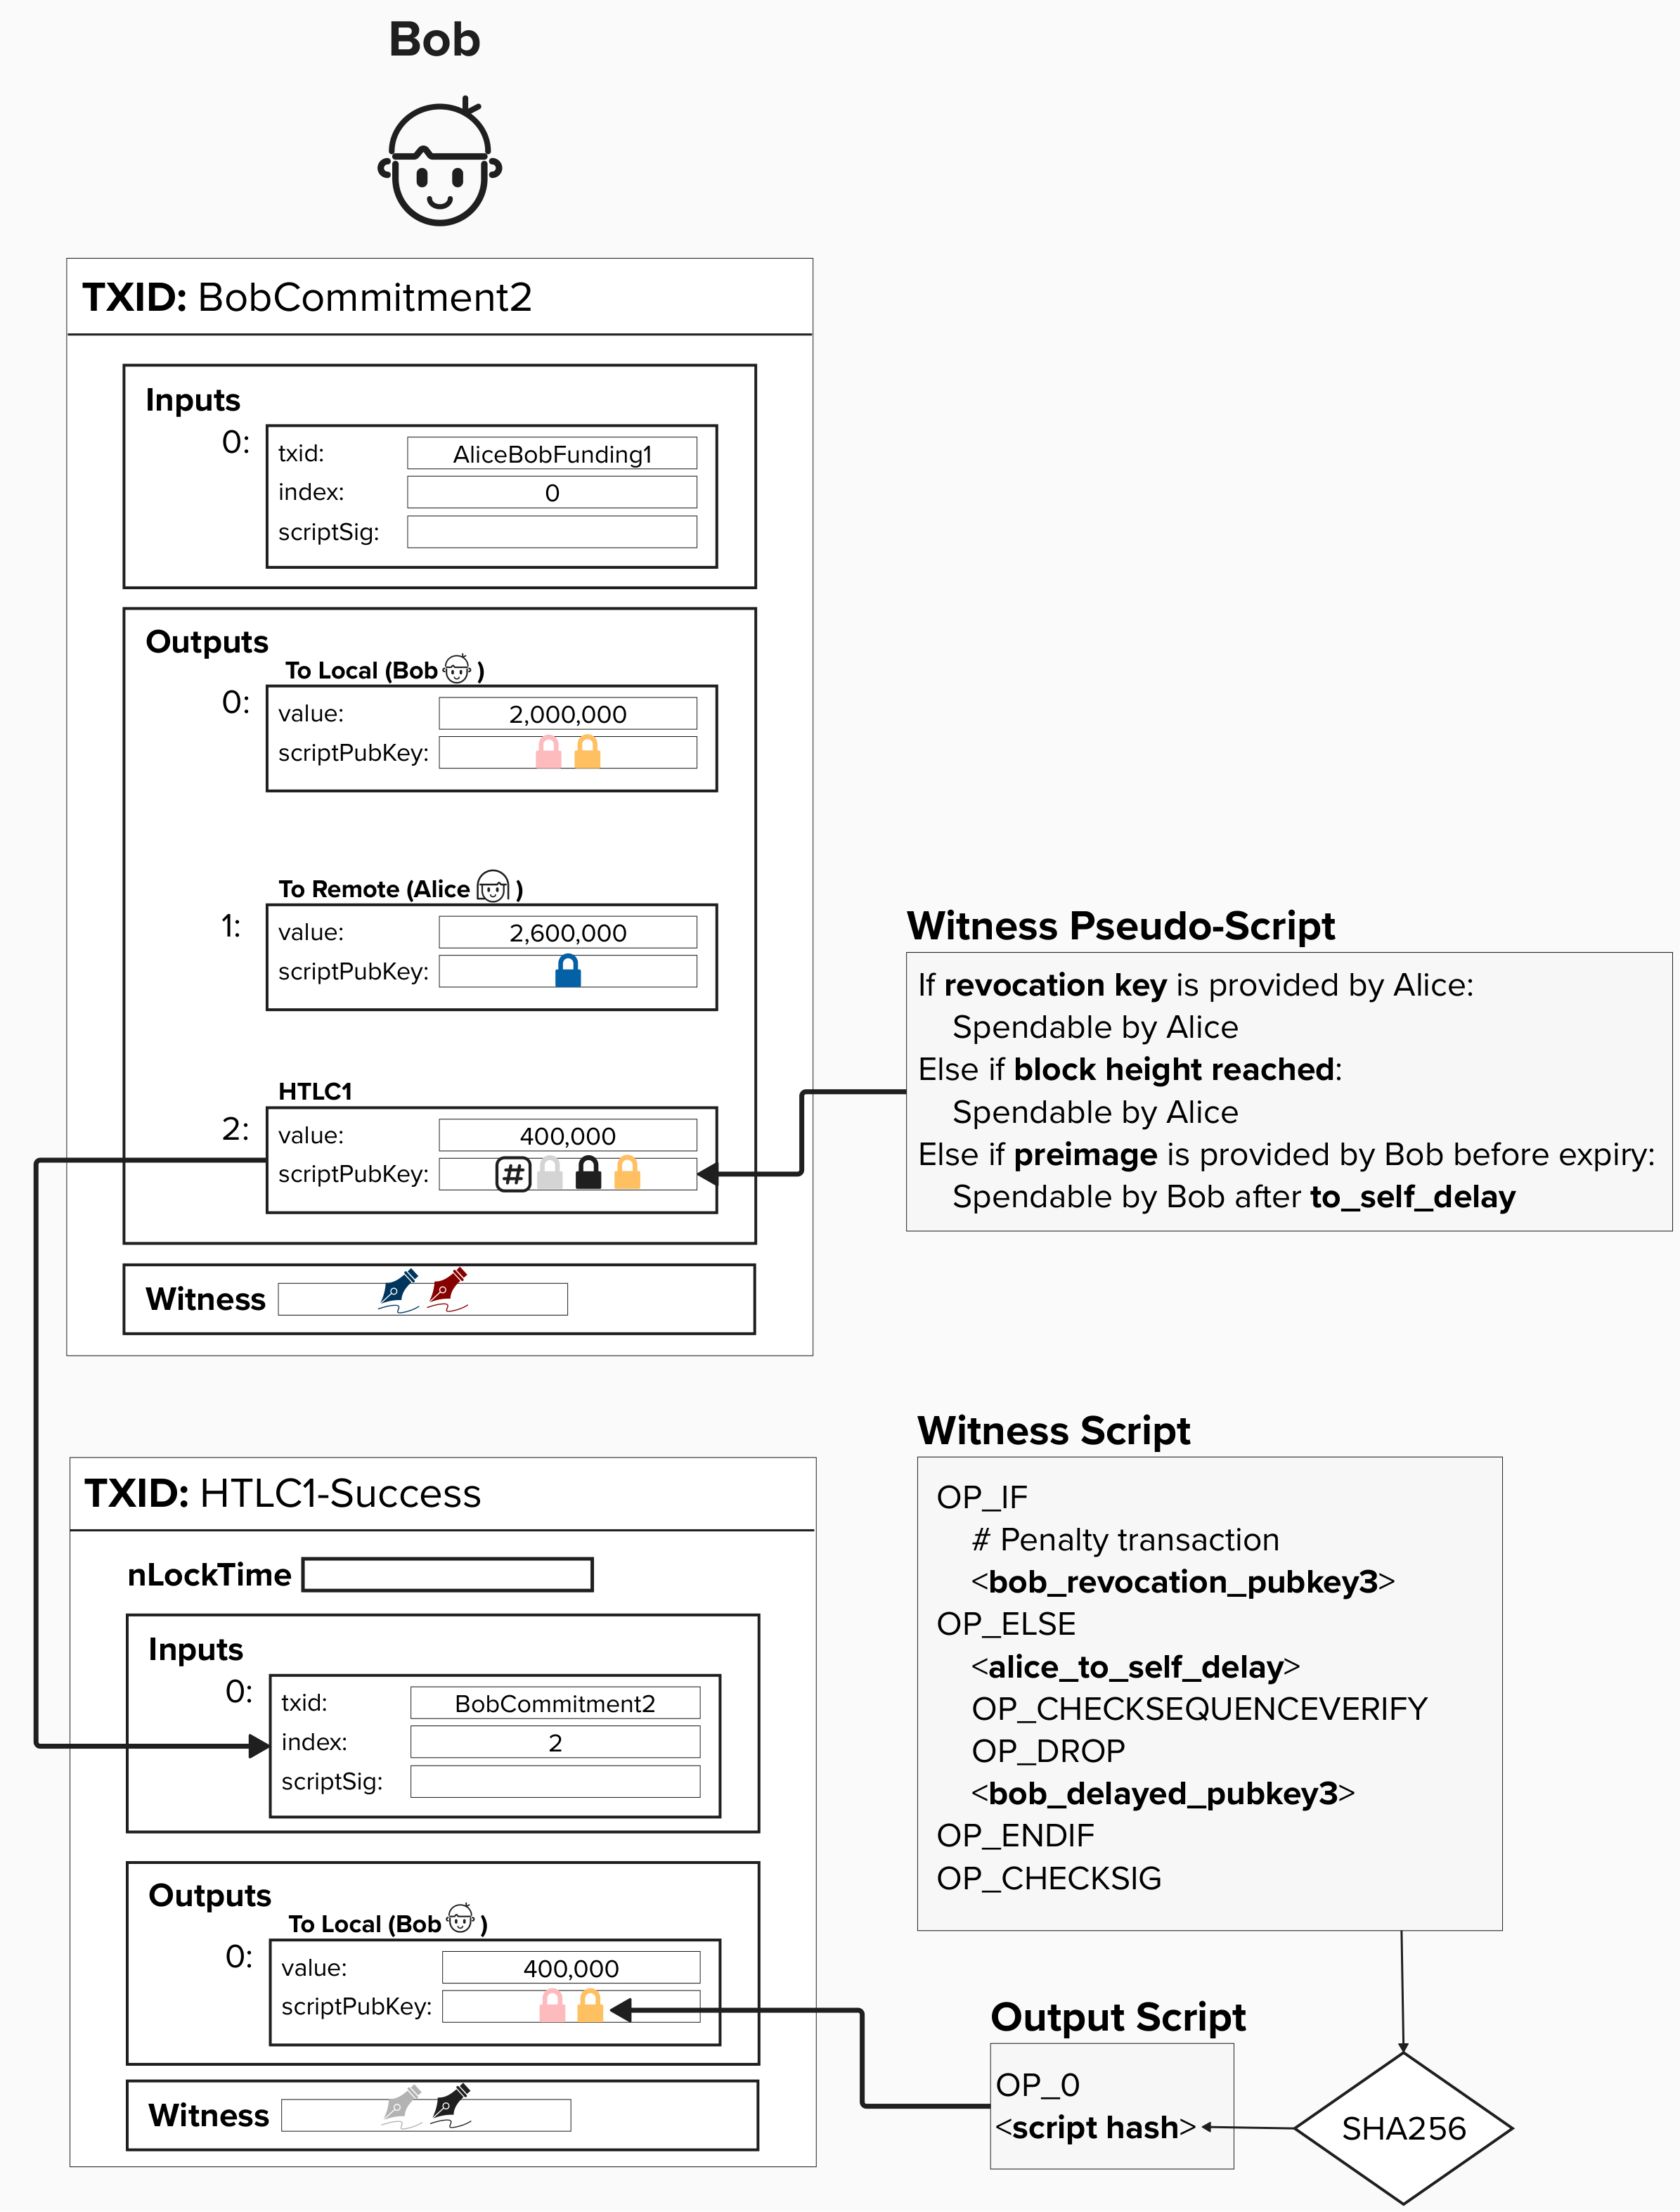 Bob
TXID: BobCommitment2
Inputs
0:
txid: AliceBobFunding1
index: 0
scriptSig:
Outputs
To Local (Bob )
0:
value: 2,000,000
scriptPubKey:
To Remote (Alice )
1:
value: 2,600,000
scriptPubKey:
HTLC1
2:
value: 400,000
scriptPubKey: #
Witness
Witness Pseudo-Script
If revocation key is provided by Alice:
Spendable by Alice
Else if block height reached:
Spendable by Alice
Else if preimage is provided by Bob before expiry:
Spendable by Bob after to_self_delay
TXID: HTLC1-Success
nLockTime
Inputs
0:
txid: BobCommitment2
index: 2
scriptSig:
Outputs
To Local (Bob )
0:
value: 400,000
scriptPubKey:
Witness
Witness Script
OP_IF
# Penalty transaction
<bob_revocation_pubkey3>
OP_ELSE
<alice_to_self_delay>
OP_CHECKSEQUENCEVERIFY
OP_DROP
<bob_delayed_pubkey3>
OP_ENDIF
OP_CHECKSIG
Output Script
OP_0
<script hash>
SHA256